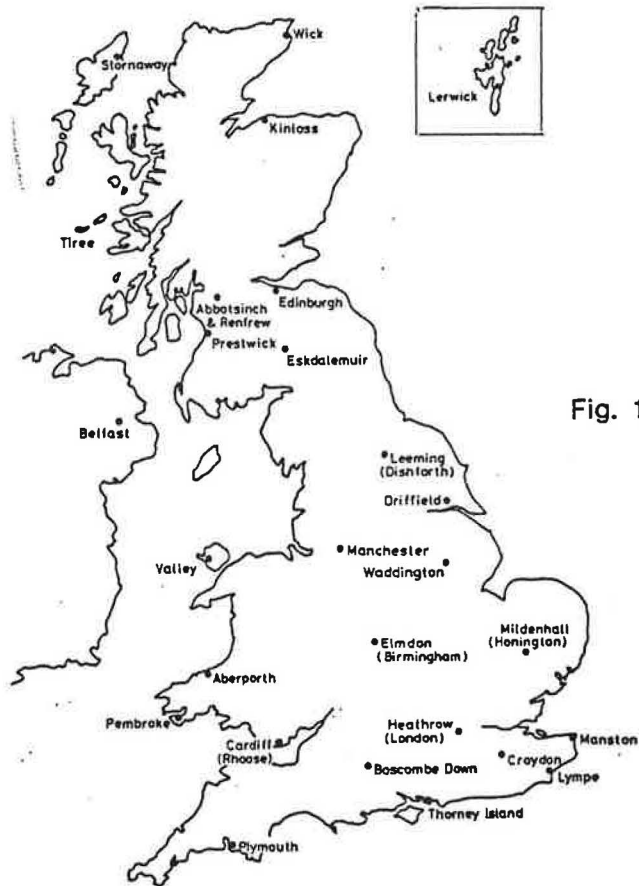 Wick
Stornaway
Lerwick
Kinloss
Tiree
Edinburgh
Abbotsinch
& Renfrew
Prestwick
Eskdalemuir
Fig. 1
Belfast
Leeming
(Dishforth)
Driffield
Manchester
Valley
Waddington
Mildenhall
(Honington)
Elmdon
(Birmingham)
Aberporth
Pembroke
Heathrow
(London)
Manston
Cardiff
(Rhoose)
Croydon
Boscombe Down
Lympe
Thorney Island
Plymouth